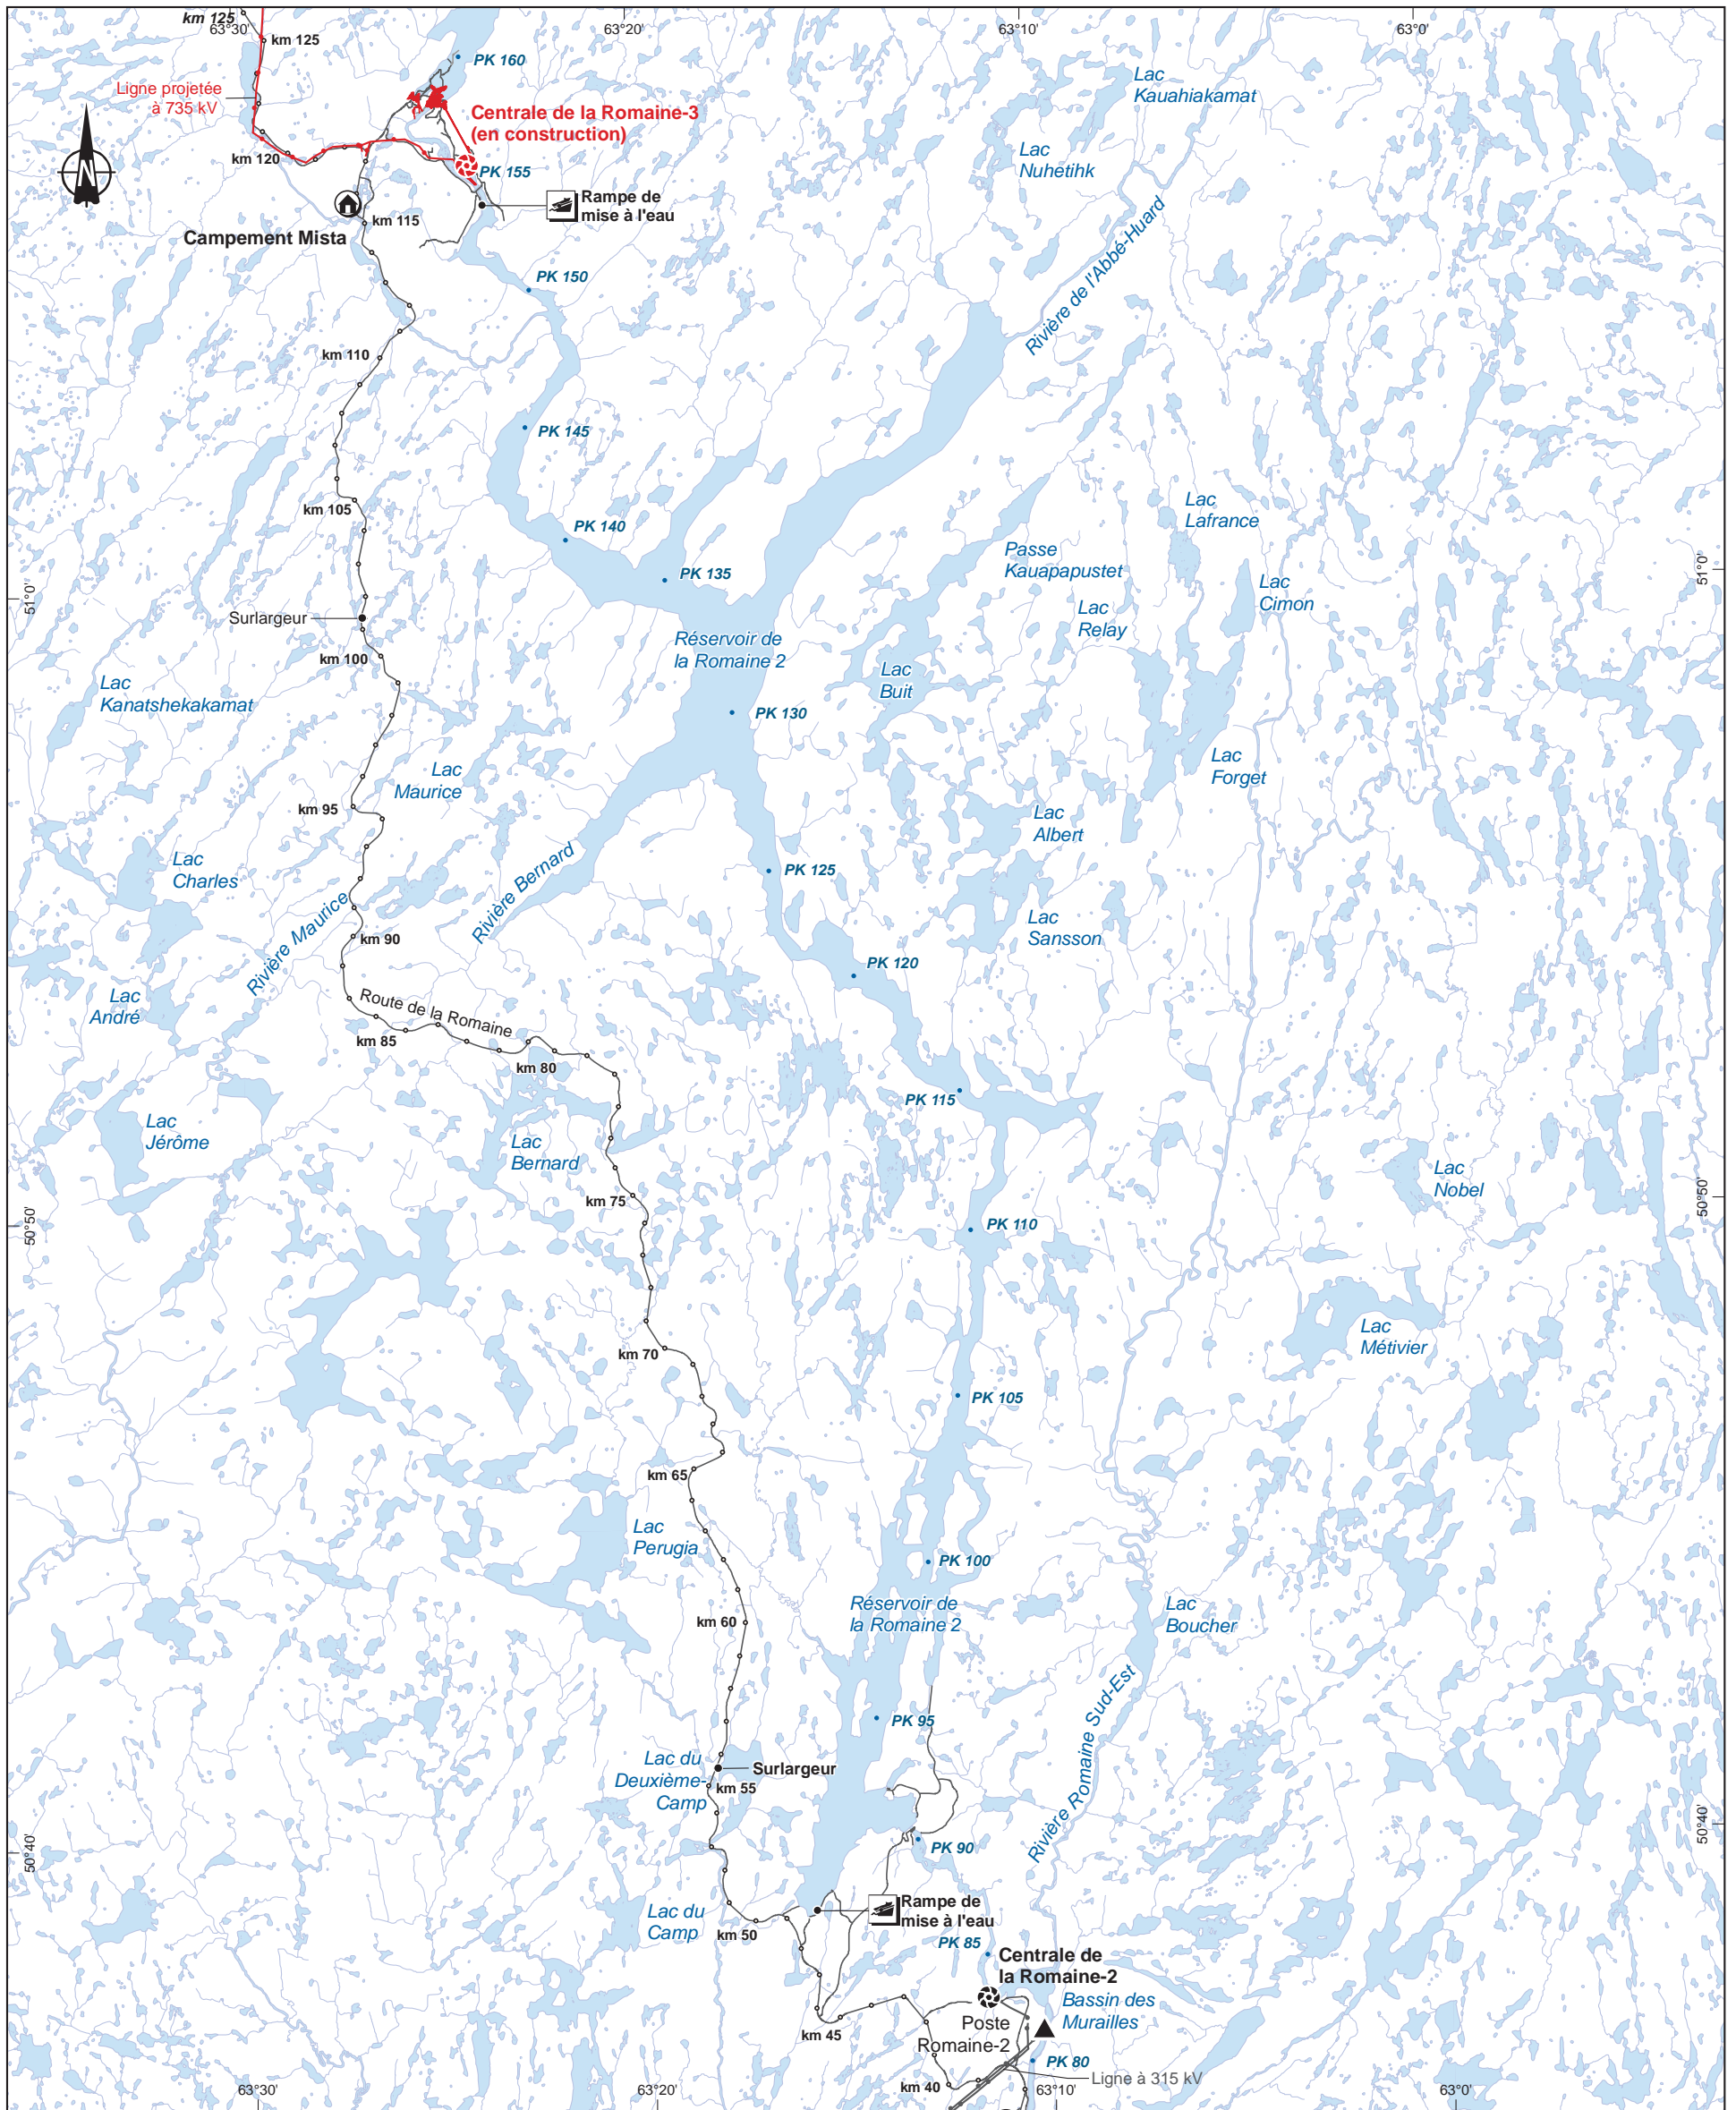 km 125
63°30'
63°20'
63°10'
63°0'
km 125
PK 160
Lac
Kauahiakamat
Ligne projetée
à 735 kV
Centrale de la Romaine-3
(en construction)
km 120
PK 155
Lac
Nuhetihk
N
Rampe de
mise à l'eau
km 115
Campement Mista
Rivière de l'Abbé-Huard
PK 150
km 110
PK 145
km 105
Lac
Lafrance
PK 140
Passe
Kauapapustet
PK 135
51°0'
51°0'
Lac
Cimon
Lac
Relay
Surlargeur
Réservoir de
la Romaine 2
km 100
Lac
Buit
Lac
Kanatshekakamat
PK 130
Lac
Forget
Lac
Maurice
km 95
Lac
Albert
Lac
Charles
Rivière Bernard
PK 125
Rivière Maurice
Lac
Sansson
km 90
PK 120
Lac
André
Route de la Romaine
km 85
km 80
PK 115
Lac
Jérôme
Lac
Bernard
Lac
Nobel
km 75
50°50'
50°50'
PK 110
Lac
Métivier
km 70
PK 105
km 65
Lac
Perugia
PK 100
Réservoir de
la Romaine 2
Lac
Boucher
km 60
PK 95
Rivière Romaine Sud-Est
Lac du
Deuxième-
Camp
Surlargeur
km 55
50°40'
50°40'
PK 90
Lac du
Camp
Rampe de
mise à l'eau
km 50
PK 85
Centrale de
la Romaine-2
Bassin des
Murailles
Poste
Romaine-2
km 45
PK 80
Ligne à 315 kV
km 40
63°30'
63°20'
63°10'
63°0'